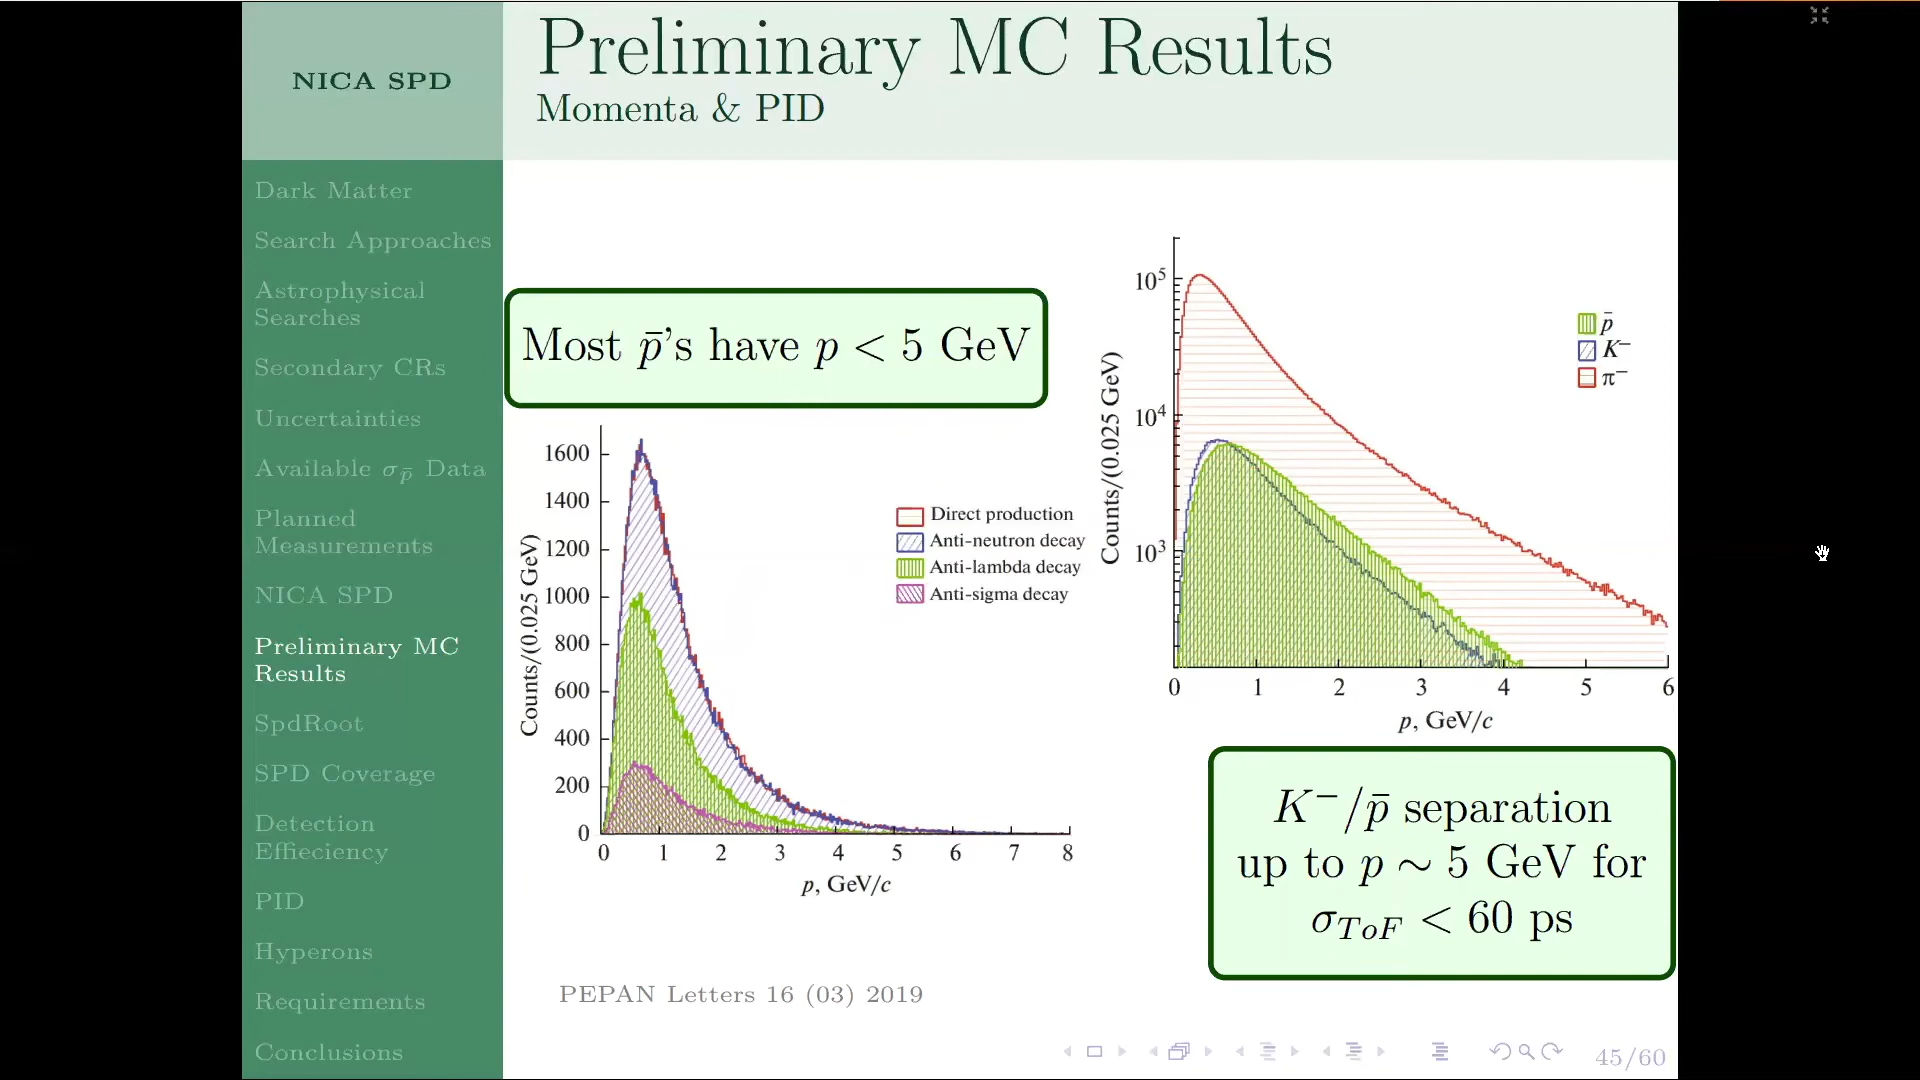 NICA SPD
Preliminary MC Results
Momenta & PID
Dark Matter
Search Approaches
Astrophysical
Searches
Secondary CRs
Uncertainties
Available σp̄ Data
Planned
Measurements
NICA SPD
Preliminary MC
Results
SpdRoot
SPD Coverage
Detection
Effieciency
PID
Hyperons
Requirements
Conclusions
Most p̄'s have p < 5 GeV
Counts/(0.025 GeV)
1600
1400
1200
1000
800
600
400
200
0
0 1 2 3 4 5 6 7 8
p, GeV/c
Direct production
Anti-neutron decay
Anti-lambda decay
Anti-sigma decay
Counts/(0.025 GeV)
10⁵
10⁴
10³
0 1 2 3 4 5 6
p, GeV/c
p̄
K⁻
π⁻
K⁻/p̄ separation
up to p ∼ 5 GeV for
σToF < 60 ps
PEPAN Letters 16 (03) 2019
45/60